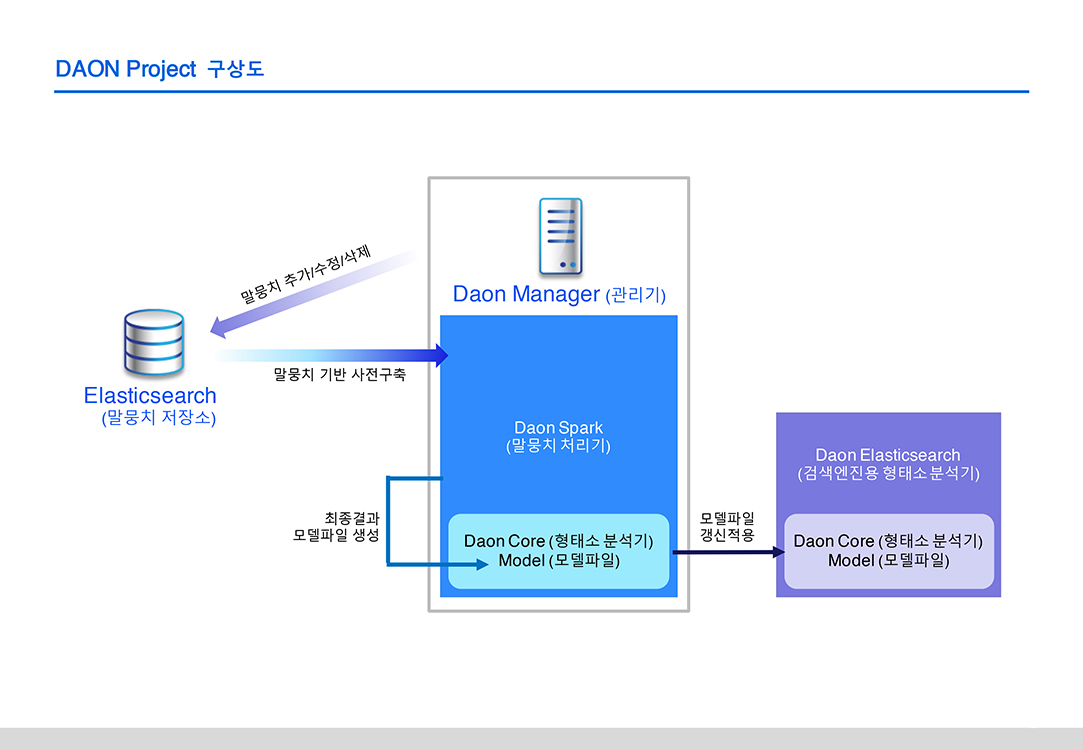 DAON Project 구상도
Daon Manager (관리기)
말뭉치 추가/수정/삭제
말뭉치 기반 사전구축
Elasticsearch
(말뭉치 저장소)
Daon Spark
(말뭉치 처리기)
최종결과
모델파일 생성
Daon Core (형태소 분석기)
Model (모델파일)
모델파일
갱신적용
Daon Elasticsearch
(검색엔진용 형태소분석기)
Daon Core (형태소 분석기)
Model (모델파일)